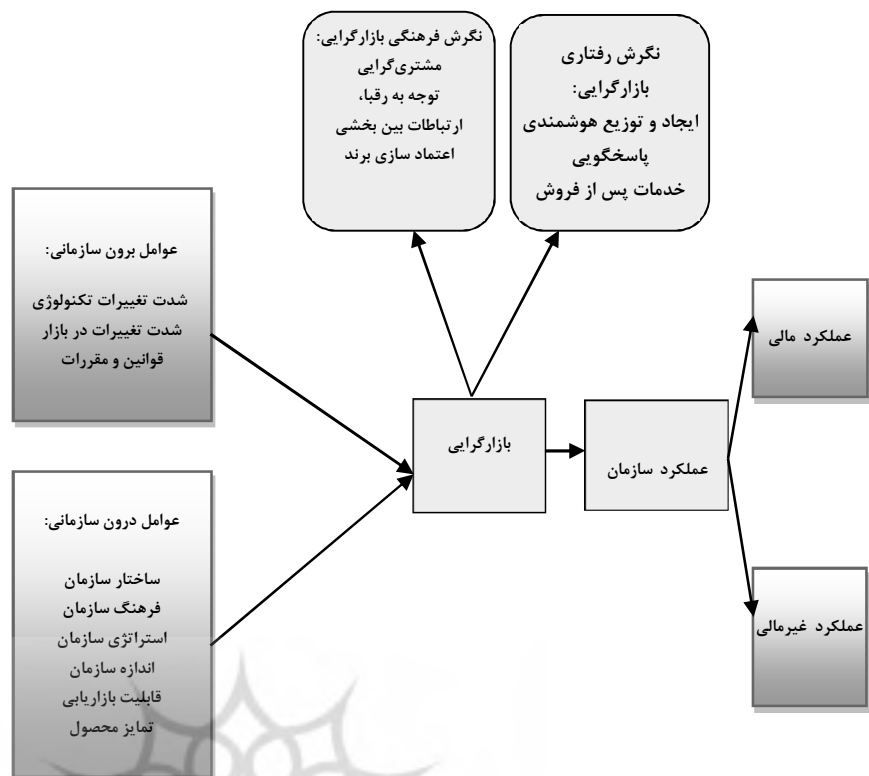 نگرش فرهنگی بازارگرایی:
مشتری‌گرایی
توجه به رقبا،
ارتباطات بین بخشی
اعتماد سازی برند
نگرش رفتاری
بازارگرایی:
ایجاد و توزیع هوشمندی
پاسخگویی
خدمات پس از فروش
عوامل برون سازمانی:
شدت تغییرات تکنولوژی
شدت تغییرات در بازار
قوانین و مقررات
عوامل درون سازمانی:
ساختار سازمان
فرهنگ سازمان
استراتژی سازمان
اندازه سازمان
قابلیت بازاریابی
تمایز محصول
بازارگرایی
عملکرد سازمان
عملکرد مالی
عملکرد غیرمالی